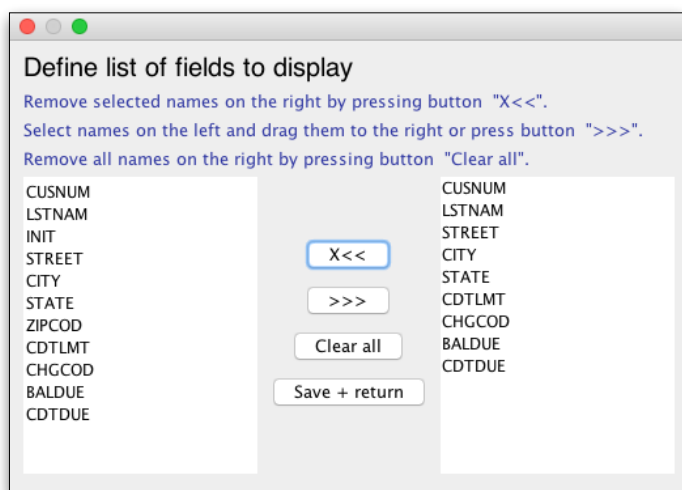 Define list of fields to display
Remove selected names on the right by pressing button "X<<".
Select names on the left and drag them to the right or press button ">>>".
Remove all names on the right by pressing button "Clear all".
CUSNUM
LSTNAM
INIT
STREET
CITY
STATE
ZIPCOD
CDTLMT
CHGCOD
BALDUE
CDTDUE
X<<
>>>
Clear all
Save + return
CUSNUM
LSTNAM
STREET
CITY
STATE
CDTLMT
CHGCOD
BALDUE
CDTDUE